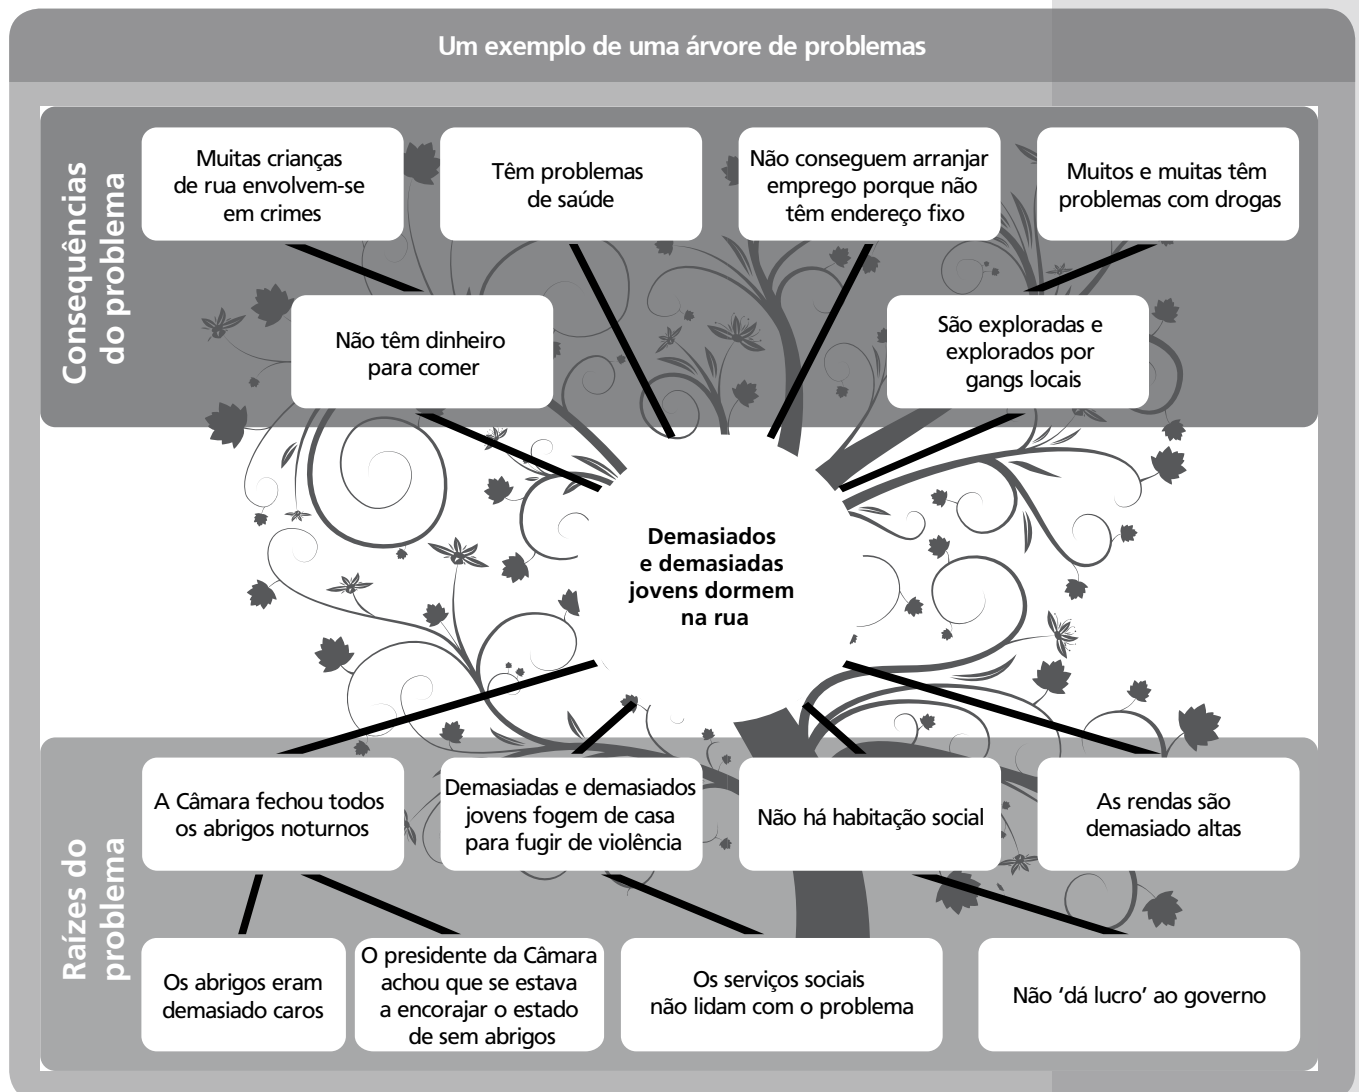 Um exemplo de uma árvore de problemas
Consequências
do problema
Muitas crianças
de rua envolvem-se
em crimes
Têm problemas
de saúde
Não conseguem arranjar
emprego porque não
têm endereço fixo
Muitos e muitas têm
problemas com drogas
Não têm dinheiro
para comer
São exploradas e
explorados por
gangs locais
Demasiados
e demasiadas
jovens dormem
na rua
Raízes do
problema
A Câmara fechou todos
os abrigos noturnos
Demasiadas e demasiados
jovens fogem de casa
para fugir de violência
Não há habitação social
As rendas são
demasiado altas
Os abrigos eram
demasiado caros
O presidente da Câmara
achou que se estava
a encorajar o estado
de sem abrigos
Os serviços sociais
não lidam com o problema
Não ‘dá lucro’ ao governo